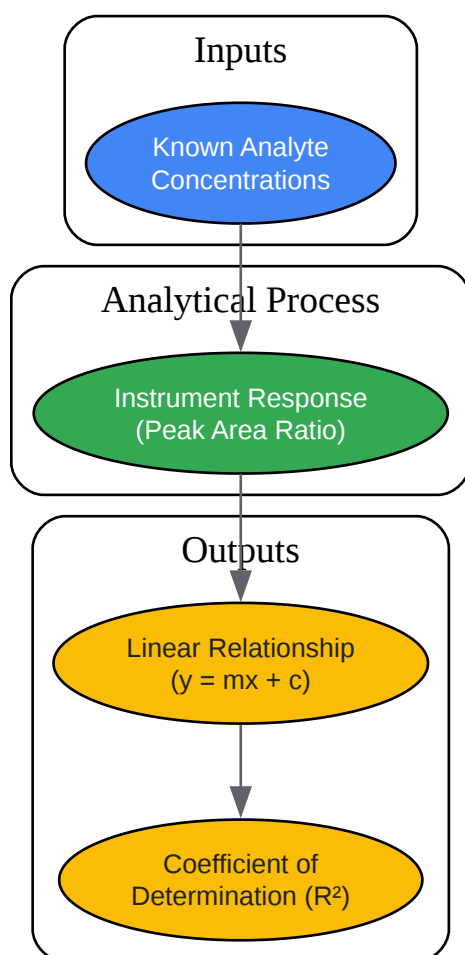 Inputs
Known Analyte
Concentrations
Analytical Process
Instrument Response
(Peak Area Ratio)
Outputs
Linear Relationship
(y = mx + c)
Coefficient of
Determination (R²)